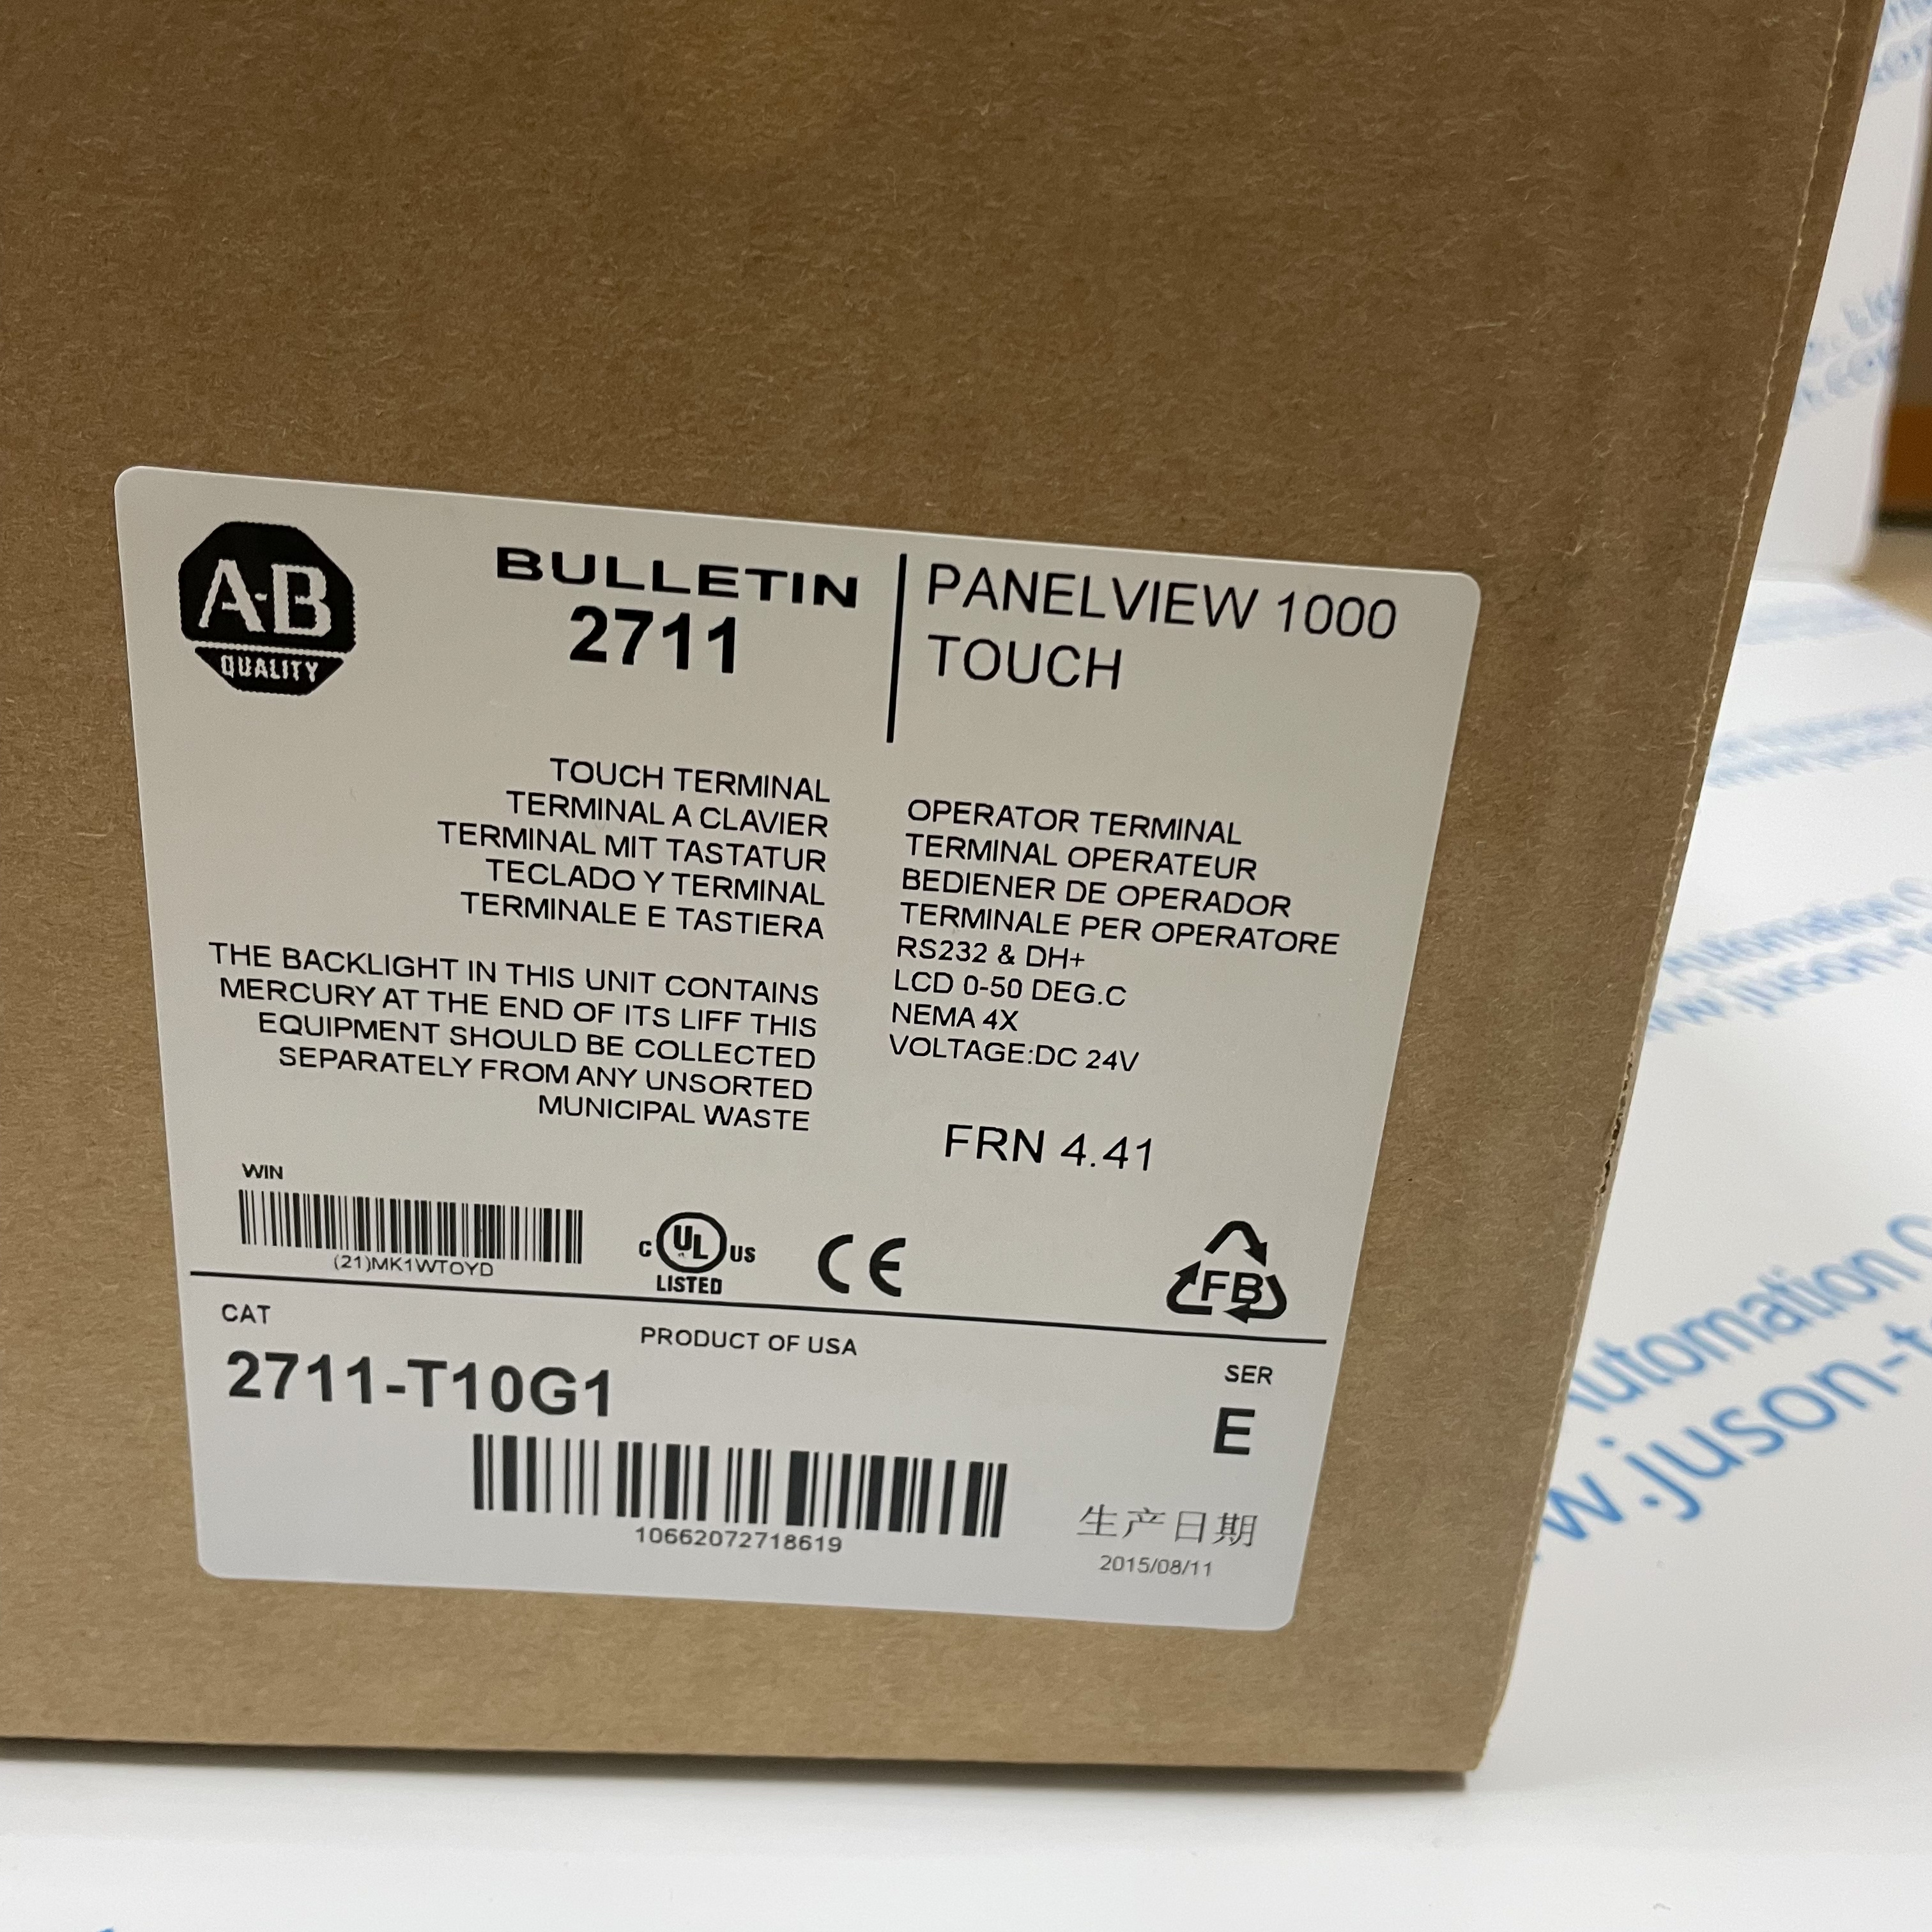 A-B
QUALITY
BULLETIN
2711
PANELVIEW 1000
TOUCH
TOUCH TERMINAL
TERMINAL A CLAVIER
TERMINAL MIT TASTATUR
TECLADO Y TERMINAL
TERMINALE E TASTIERA
THE BACKLIGHT IN THIS UNIT CONTAINS
MERCURY AT THE END OF ITS LIFF THIS
EQUIPMENT SHOULD BE COLLECTED
SEPARATELY FROM ANY UNSORTED
MUNICIPAL WASTE
OPERATOR TERMINAL
TERMINAL OPERATEUR
BEDIENER DE OPERADOR
TERMINALE PER OPERATORE
RS232 & DH+
LCD 0-50 DEG.C
NEMA 4X
VOLTAGE:DC 24V
FRN 4.41
WIN
(21)MK1WTOYD
C UL US
LISTED
CE
FB
CAT
PRODUCT OF USA
SER
2711-T10G1
E
10662072718619
生产日期
2015/08/11